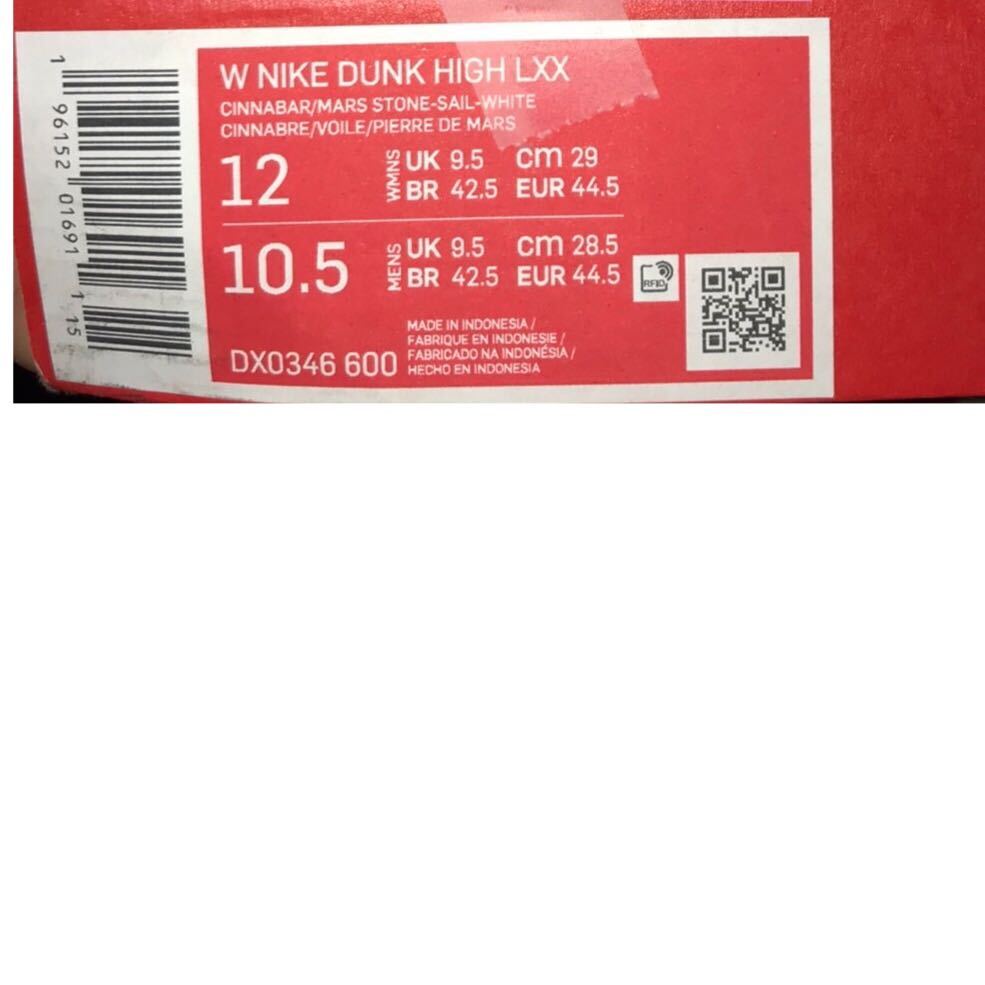 W NIKE DUNK HIGH LXX
CINNABAR/MARS STONE-SAIL-WHITE
CINNABRE/VOILE/PIERRE DE MARS
12 WMNS UK 9.5 cm 29
BR 42.5 EUR 44.5
10.5 MENS UK 9.5 cm 28.5
BR 42.5 EUR 44.5
RFID
DX0346 600
MADE IN INDONESIA /
FABRIQUE EN INDONESIE /
FABRICADO NA INDONÉSIA /
HECHO EN INDONESIA
1 96152 01691 1 15